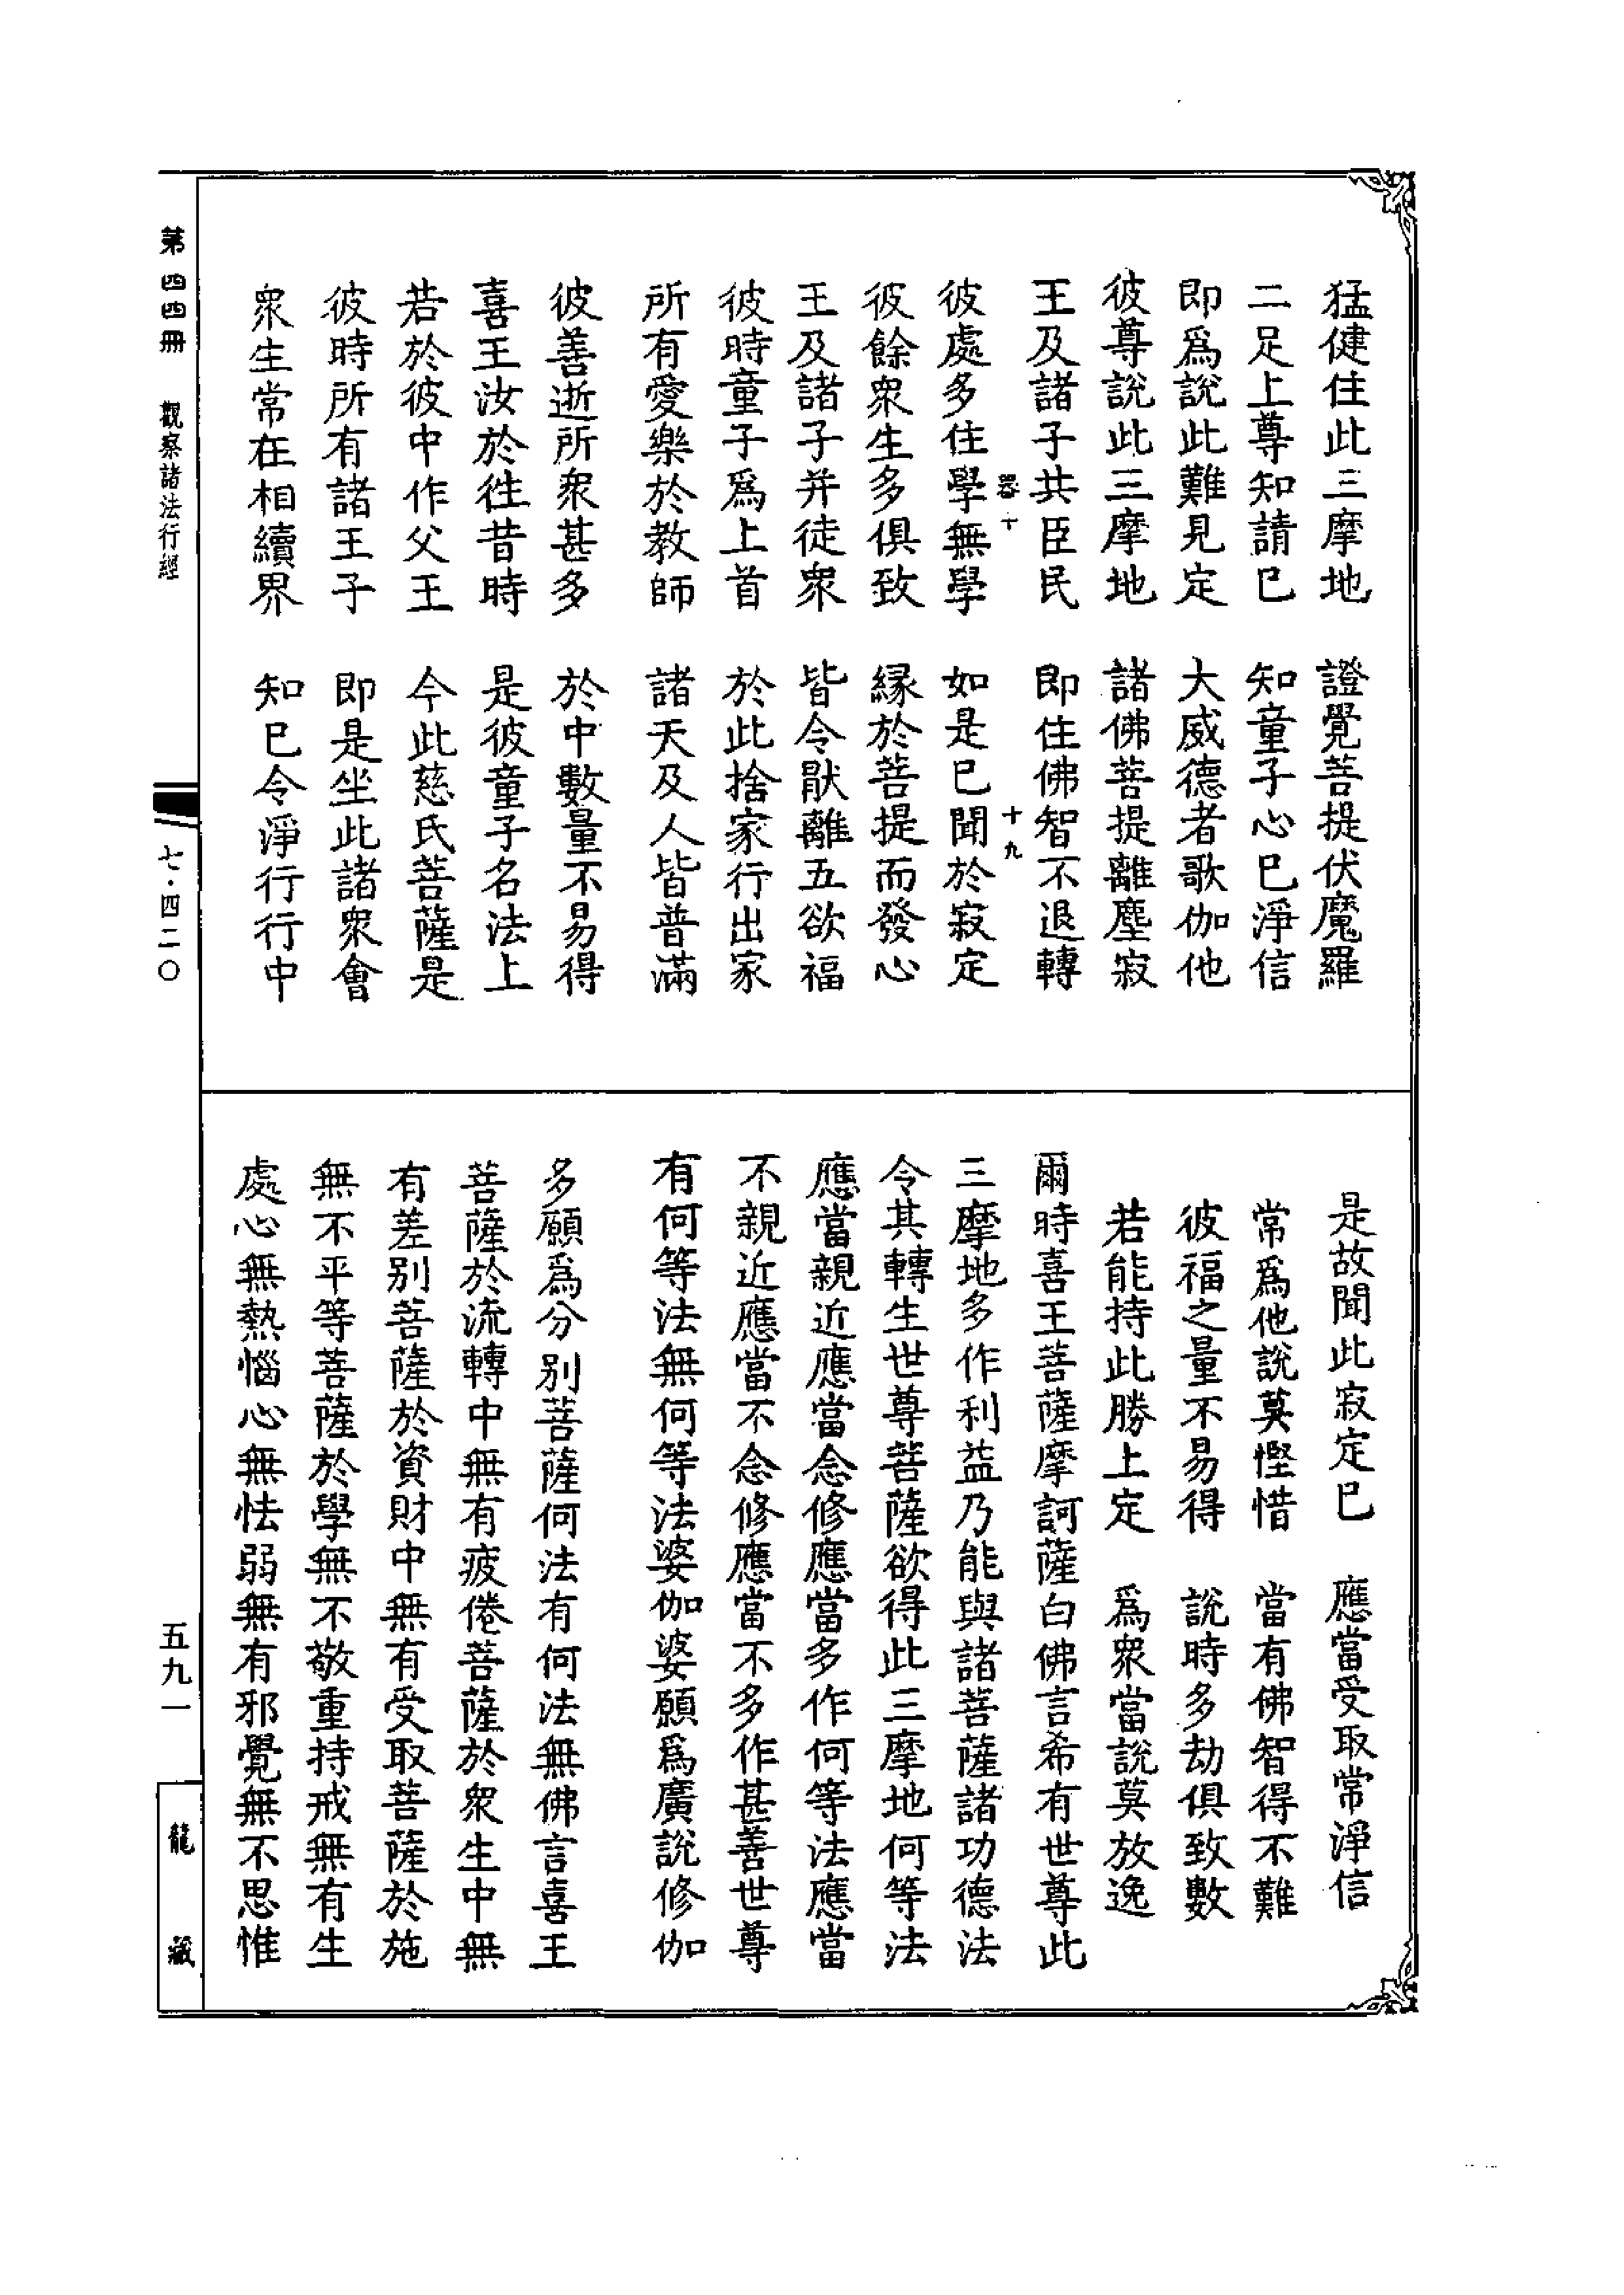 猛健住此三摩地　證覺菩提伏魔羅
二足上尊知請已　知童子心已淨信
即爲說此難見定　大威德者歌伽他
彼尊說此三摩地　諸佛菩提離塵寂
王及諸子共臣民　即住佛智不退轉
器十　十九
彼處多住學無學　如是已聞於寂定
彼餘衆生多俱致　縁於菩提而發心
王及諸子并徒衆　皆令猒離五欲福
彼時童子爲上首　於此捨家行出家
所有愛樂於教師　諸天及人皆普滿
彼善逝所衆甚多　於中數量不易得
喜王汝於徃昔時　是彼童子名法上
若於彼中作父王　今此慈氏菩薩是
彼時所有諸王子　即是坐此諸衆會
衆生常在相續界　知已令淨行行中
是故聞此寂定已　應當受取常淨信
常爲他說莫慳惜　當有佛智得不難
彼福之量不易得　說時多劫俱致數
若能持此勝上定　爲衆當說莫放逸
爾時喜王菩薩摩訶薩白佛言希有世尊此
三摩地多作利益乃能與諸菩薩諸功德法
令其轉生世尊菩薩欲得此三摩地何等法
應當親近應當念修應當多作何等法應當
不親近應當不念修應當不多作甚善世尊
有何等法無何等法婆伽婆願爲廣說修伽
多願爲分別菩薩何法有何法無佛言喜王
菩薩於流轉中無有疲倦菩薩於衆生中無
有差别菩薩於資財中無有受取菩薩於施
無不平等菩薩於學無不敬重持戒無有生
處心無熱惱心無怯弱無有邪覺無不思惟
第四四冊　觀察諸法行經
七·四二〇
五九一
龍藏